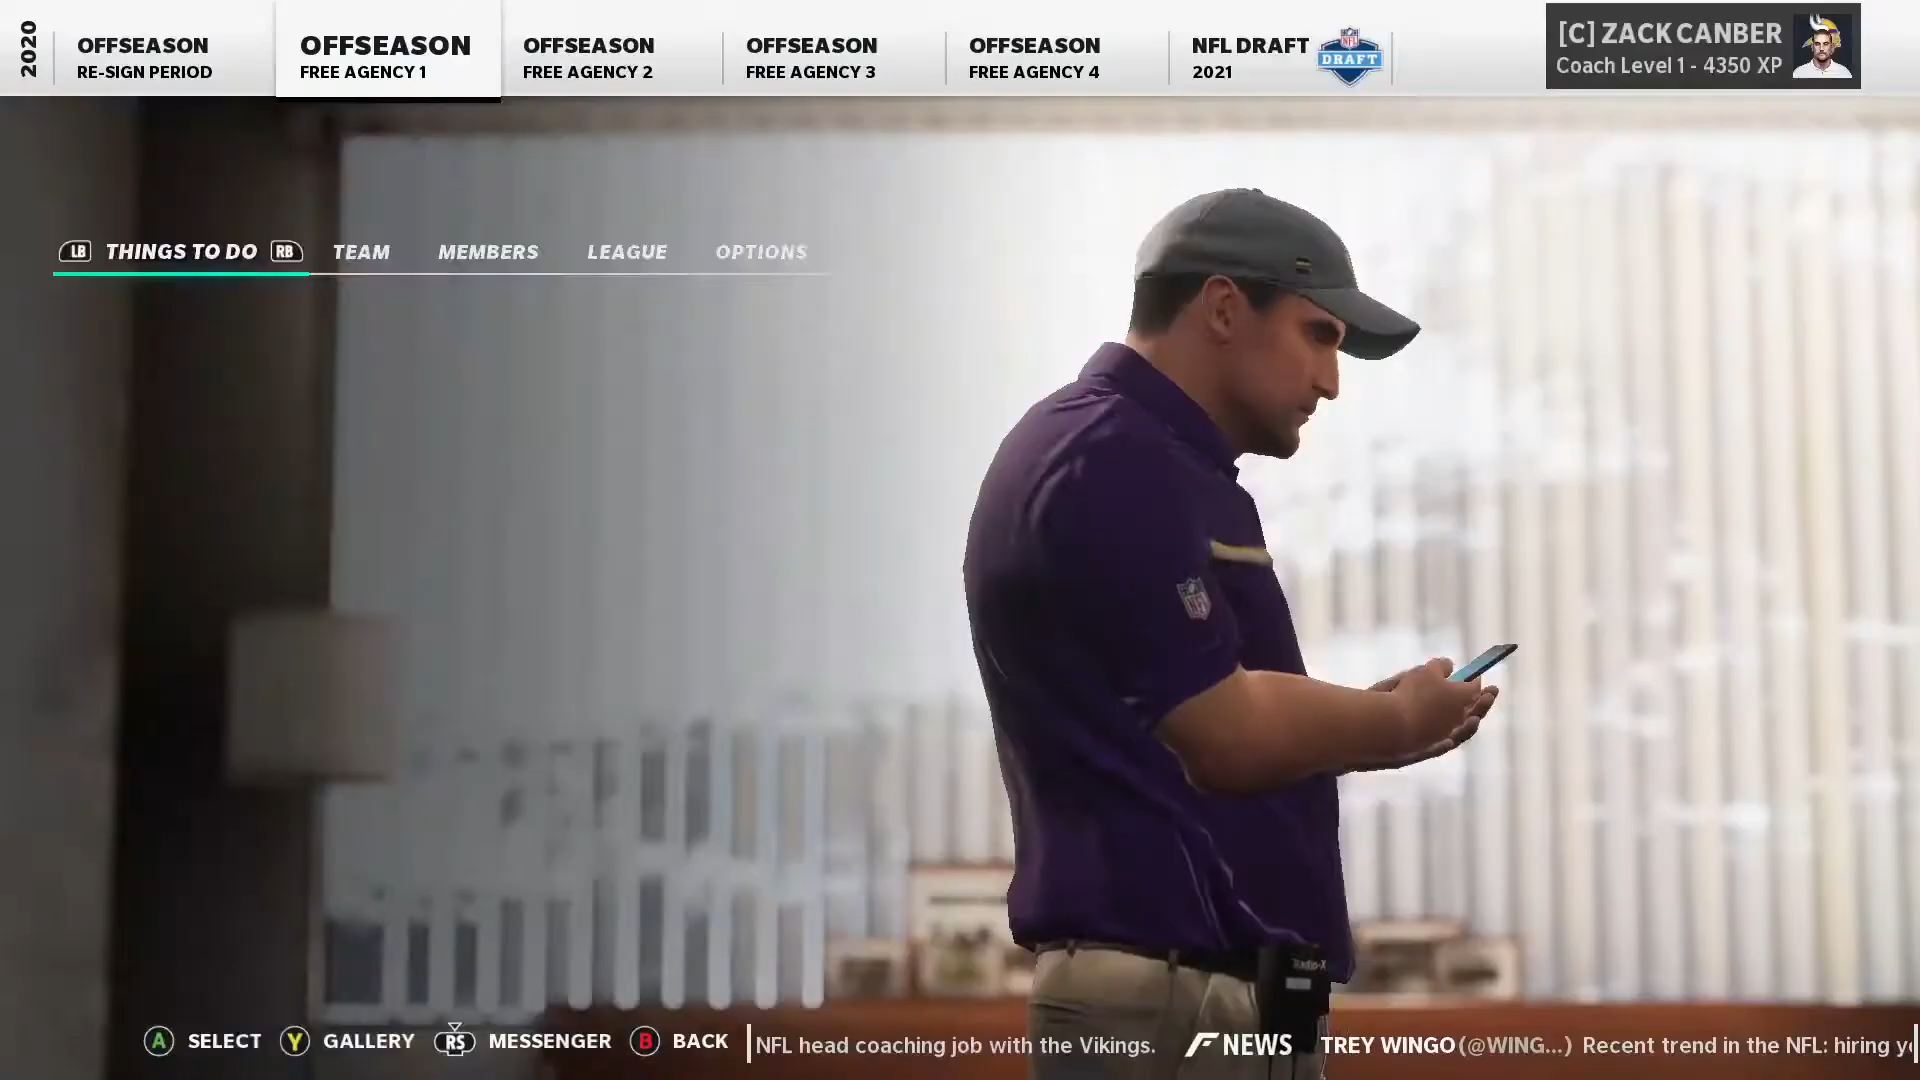 2020
OFFSEASON
RE-SIGN PERIOD
OFFSEASON
FREE AGENCY 1
OFFSEASON
FREE AGENCY 2
OFFSEASON
FREE AGENCY 3
OFFSEASON
FREE AGENCY 4
NFL DRAFT
2021
NFL
DRAFT
[C] ZACK CANBER
Coach Level 1 - 4350 XP
LB THINGS TO DO RB TEAM MEMBERS LEAGUE OPTIONS
NFL
Radio-X
A SELECT Y GALLERY RS MESSENGER B BACK
NFL head coaching job with the Vikings. NEWS TREY WINGO (@WING...) Recent trend in the NFL: hiring